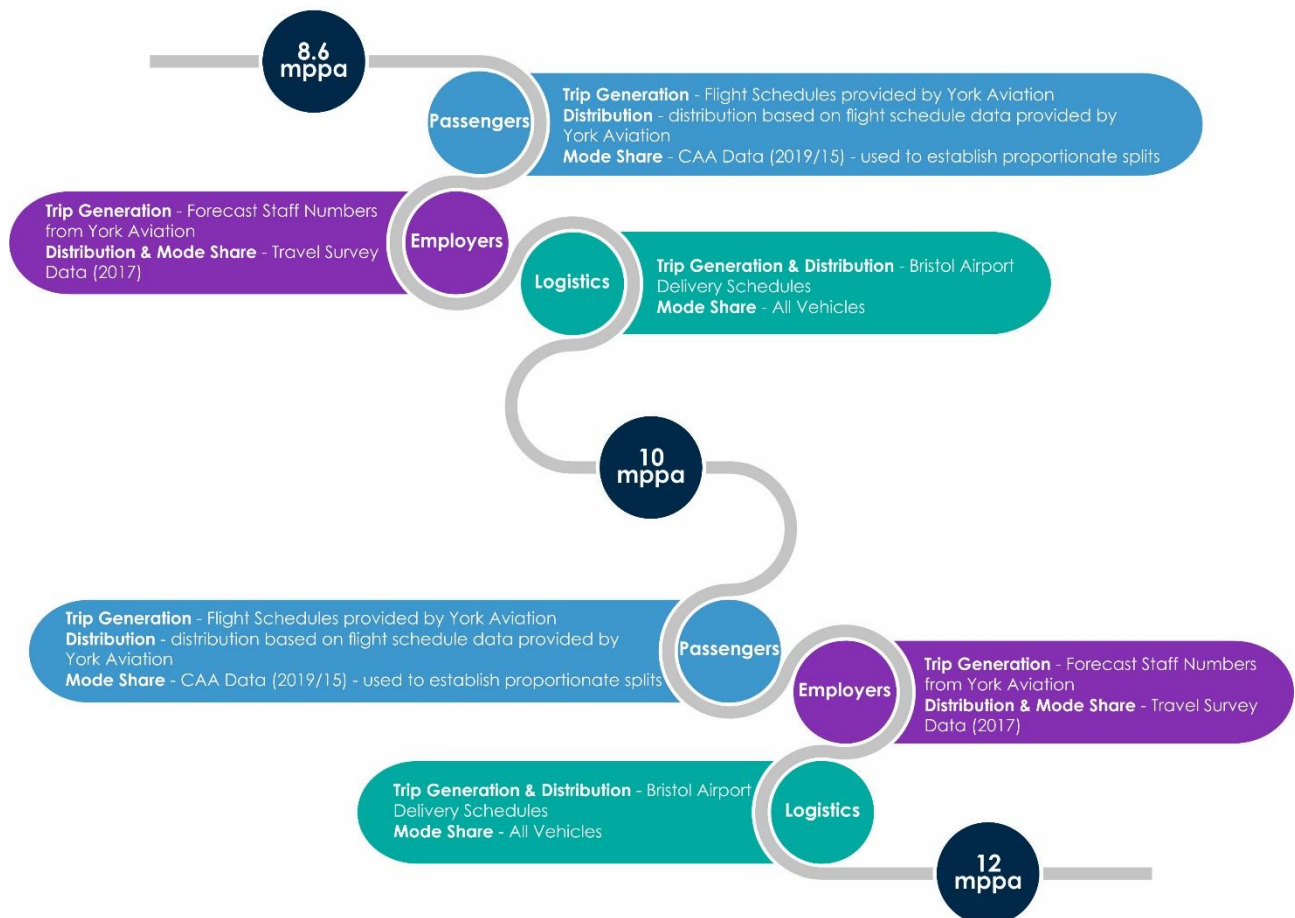 8.6
mppa
Passengers
Trip Generation - Flight Schedules provided by York Aviation
Distribution - distribution based on flight schedule data provided by
York Aviation
Mode Share - CAA Data (2019/15) - used to establish proportionate splits
Employers
Trip Generation - Forecast Staff Numbers
from York Aviation
Distribution & Mode Share - Travel Survey
Data (2017)
Logistics
Trip Generation & Distribution - Bristol Airport
Delivery Schedules
Mode Share - All Vehicles
10
mppa
Passengers
Trip Generation - Flight Schedules provided by York Aviation
Distribution - distribution based on flight schedule data provided by
York Aviation
Mode Share - CAA Data (2019/15) - used to establish proportionate splits
Employers
Trip Generation - Forecast Staff Numbers
from York Aviation
Distribution & Mode Share - Travel Survey
Data (2017)
Logistics
Trip Generation & Distribution - Bristol Airport
Delivery Schedules
Mode Share - All Vehicles
12
mppa